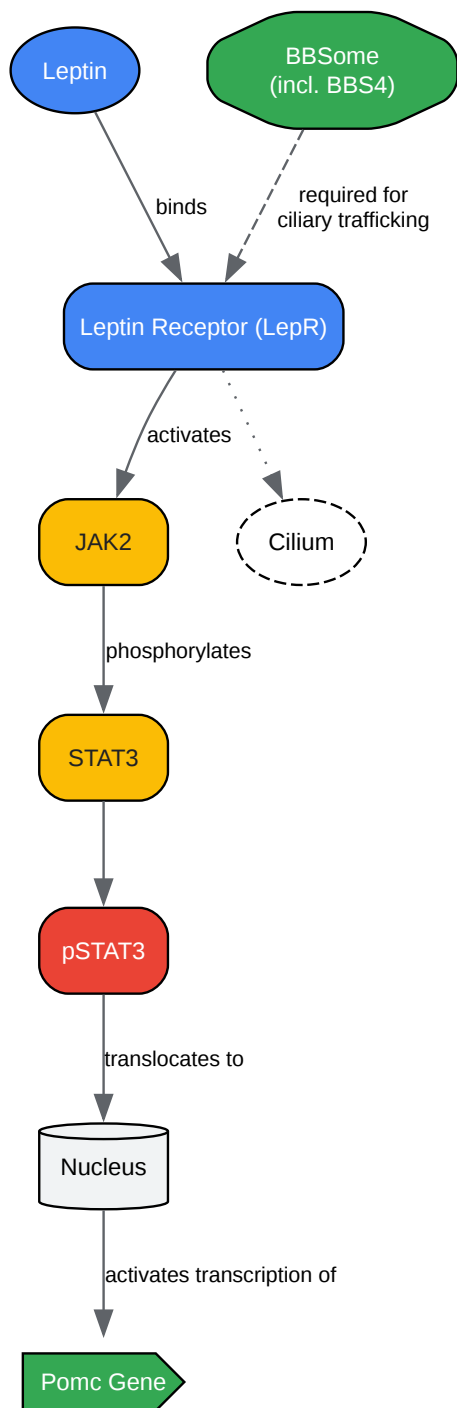 Leptin
BBSome
(incl. BBS4)
binds
required for
ciliary trafficking
Leptin Receptor (LepR)
activates
JAK2
Cilium
phosphorylates
STAT3
pSTAT3
translocates to
Nucleus
activates transcription of
Pomc Gene